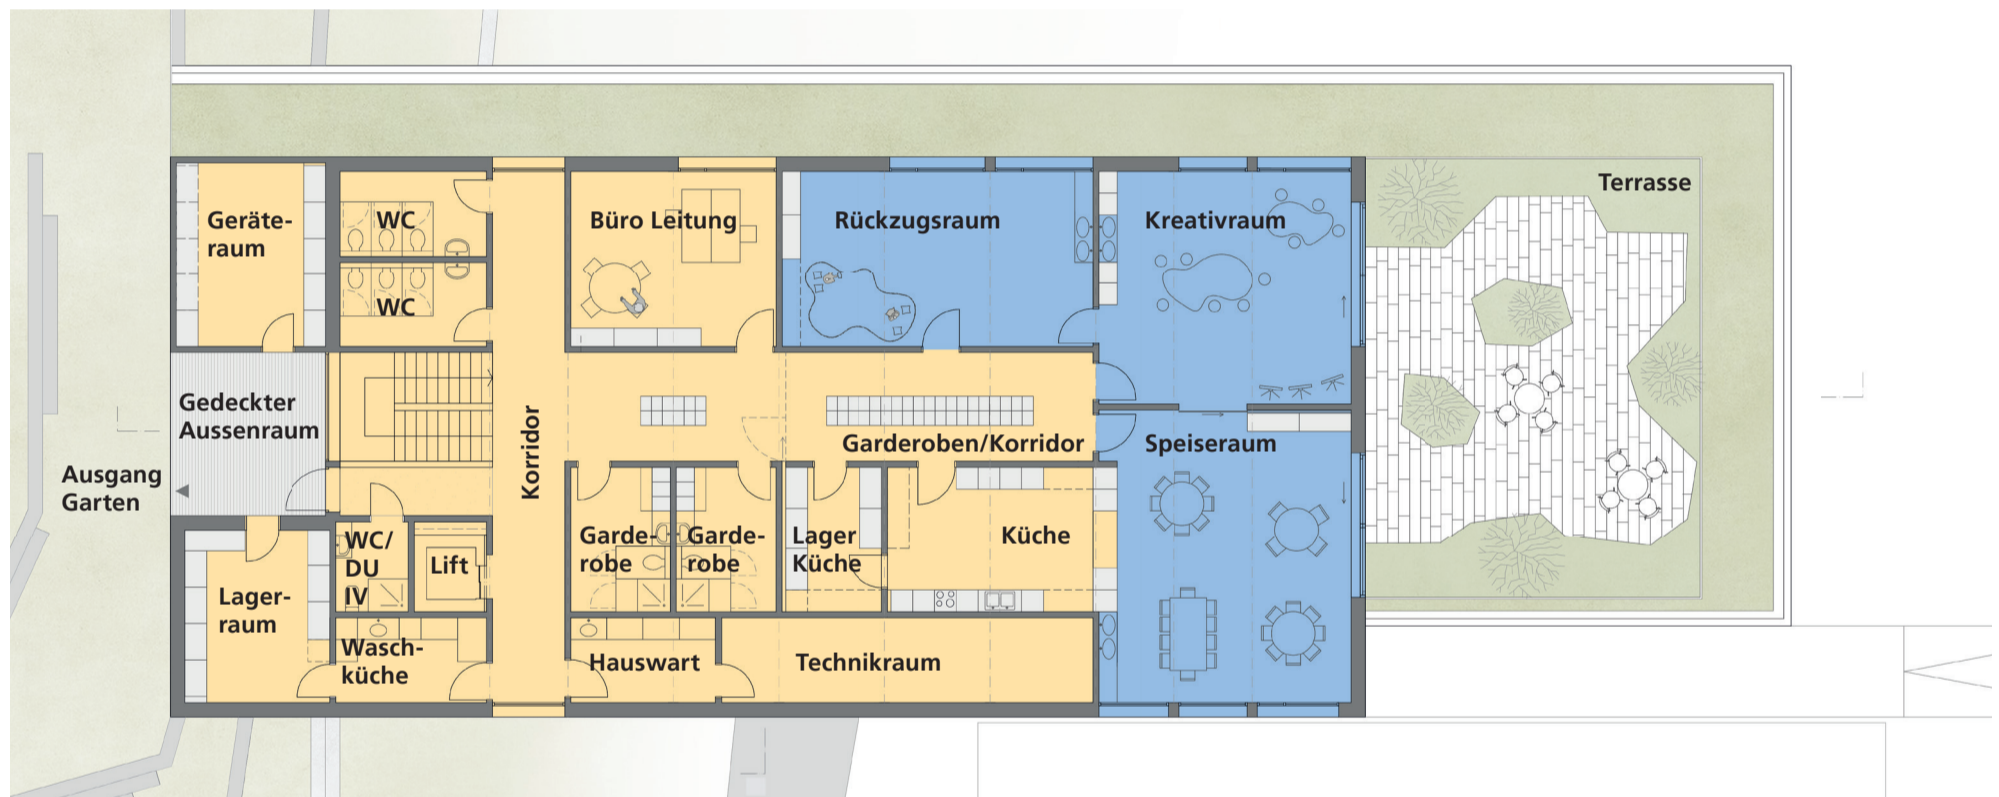 Terrasse
Geräte-
raum
WC
Büro Leitung
Rückzugsraum
Kreativraum
WC
Gedeckter
Aussenraum
Korridor
Garderoben/Korridor
Speiseraum
Ausgang
Garten
WC/
DU
IV
Lift
Garde-
robe
Garde-
robe
Lager
Küche
Küche
Lager-
raum
Wasch-
küche
Hauswart
Technikraum